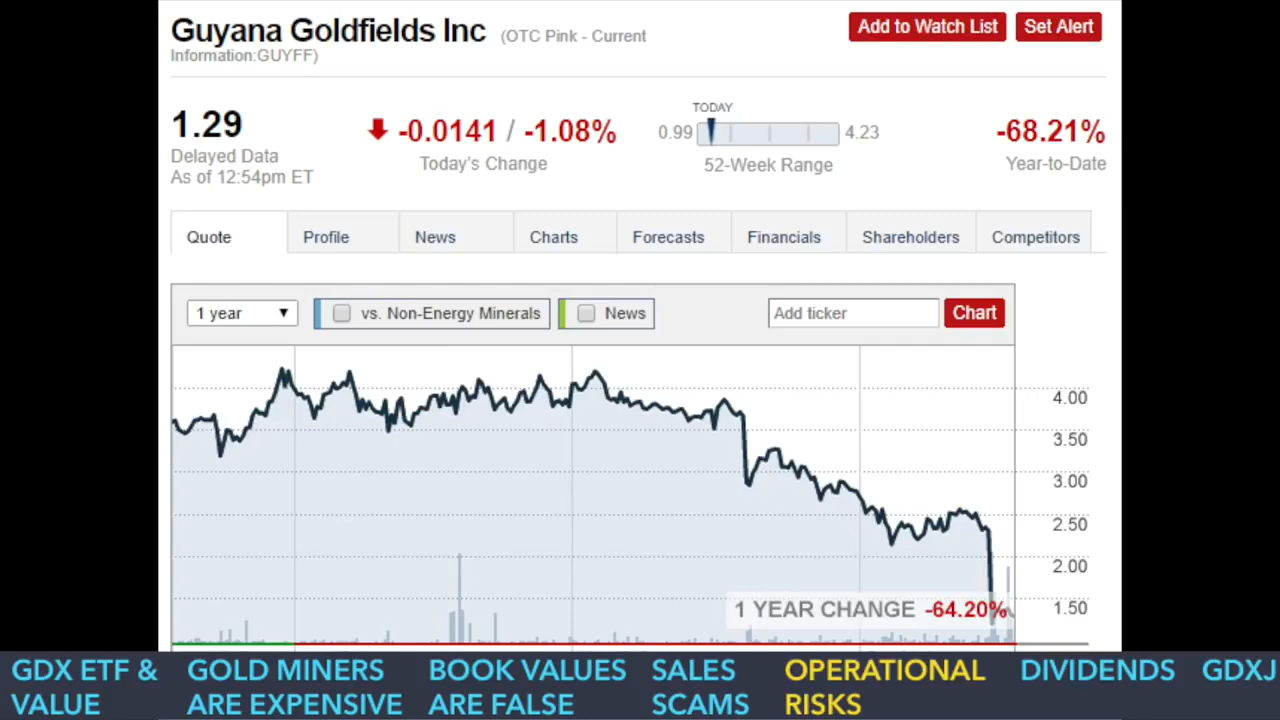 Guyana Goldfields Inc (OTC Pink - Current
Information:GUYFF)
Add to Watch List
Set Alert
1.29
Delayed Data
As of 12:54pm ET
-0.0141 / -1.08%
Today's Change
TODAY
0.99
4.23
52-Week Range
-68.21%
Year-to-Date
Quote
Profile
News
Charts
Forecasts
Financials
Shareholders
Competitors
1 year
vs. Non-Energy Minerals
News
Add ticker
Chart
4.00
3.50
3.00
2.50
2.00
1.50
1 YEAR CHANGE -64.20%
GDX ETF &
VALUE
GOLD MINERS
ARE EXPENSIVE
BOOK VALUES
ARE FALSE
SALES
SCAMS
OPERATIONAL
RISKS
DIVIDENDS
GDXJ